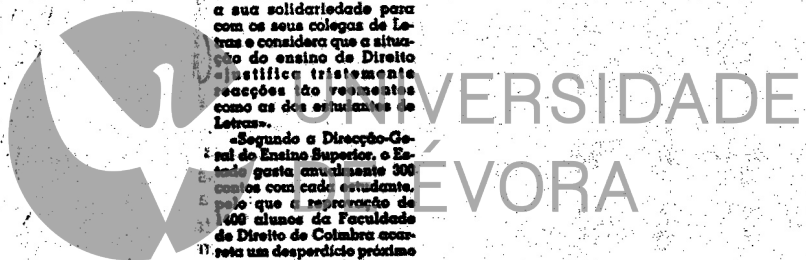 a sua solidariedade para
com os seus colegas de Le-
tras e considera que a situa-
ção do ensino de Direito
«justifica tristemente
reacções tão veementes
como as dos estudantes de
Letras».
«Segundo a Direcção-Ge-
ral do Ensino Superior, o Es-
tado gasta anualmente 300
contos com cada estudante,
pelo que a reprovação de
1400 alunos da Faculdade
de Direito de Coimbra acar-
reta um desperdício próximo
UNIVERSIDADE
DE ÉVORA